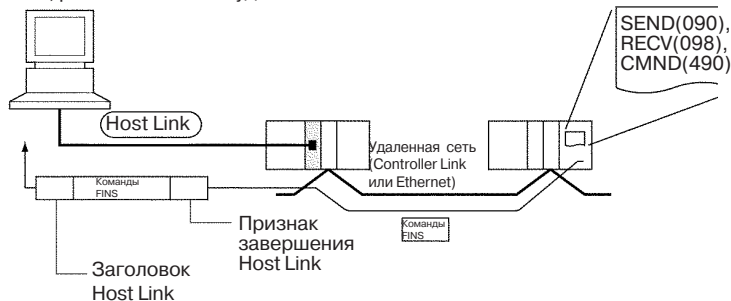 SEND(090),
RECV(098),
CMND(490)
Host Link
Удаленная сеть
(Controller Link
или Ethernet)
Команды
FINS
Команды
FINS
Признак
завершения
Host Link
Заголовок
Host Link